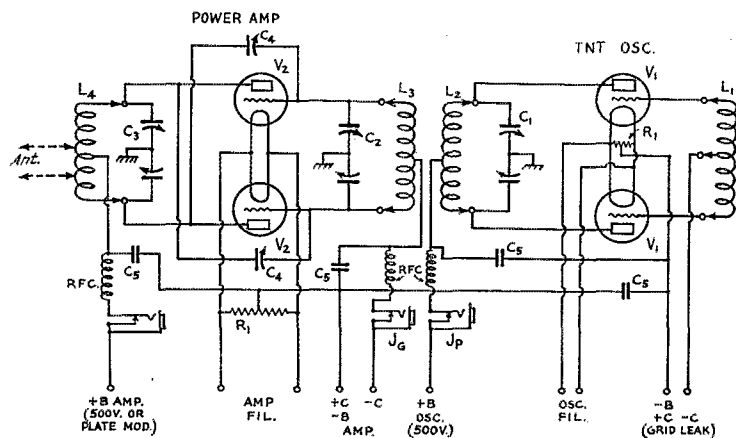 POWER AMP
TNT OSC.
C4
V2
V1
L4
L3
L2
L1
C3
C2
C1
R1
Ant.
V2
V1
C5
C4
C5
C5
C5
RFC.
RFC
R1
JG
JP
+B AMP.
(500V. OR
PLATE MOD.)
AMP
FIL.
+C
-B
-C
AMP.
+B
OSC.
(500V.)
OSC.
FIL.
-B
+C -C
(GRID LEAK)